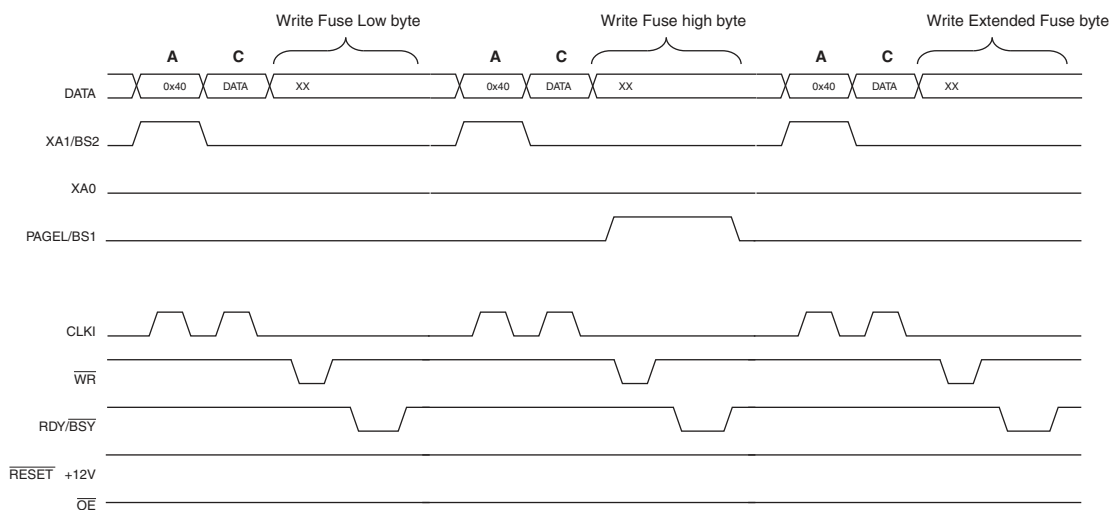 Write Fuse Low byte Write Fuse high byte Write Extended Fuse byte
A C A C A C
DATA 0x40 DATA XX 0x40 DATA XX 0x40 DATA XX
XA1/BS2
XA0
PAGEL/BS1
CLKI
WR
RDY/BSY
RESET +12V
OE